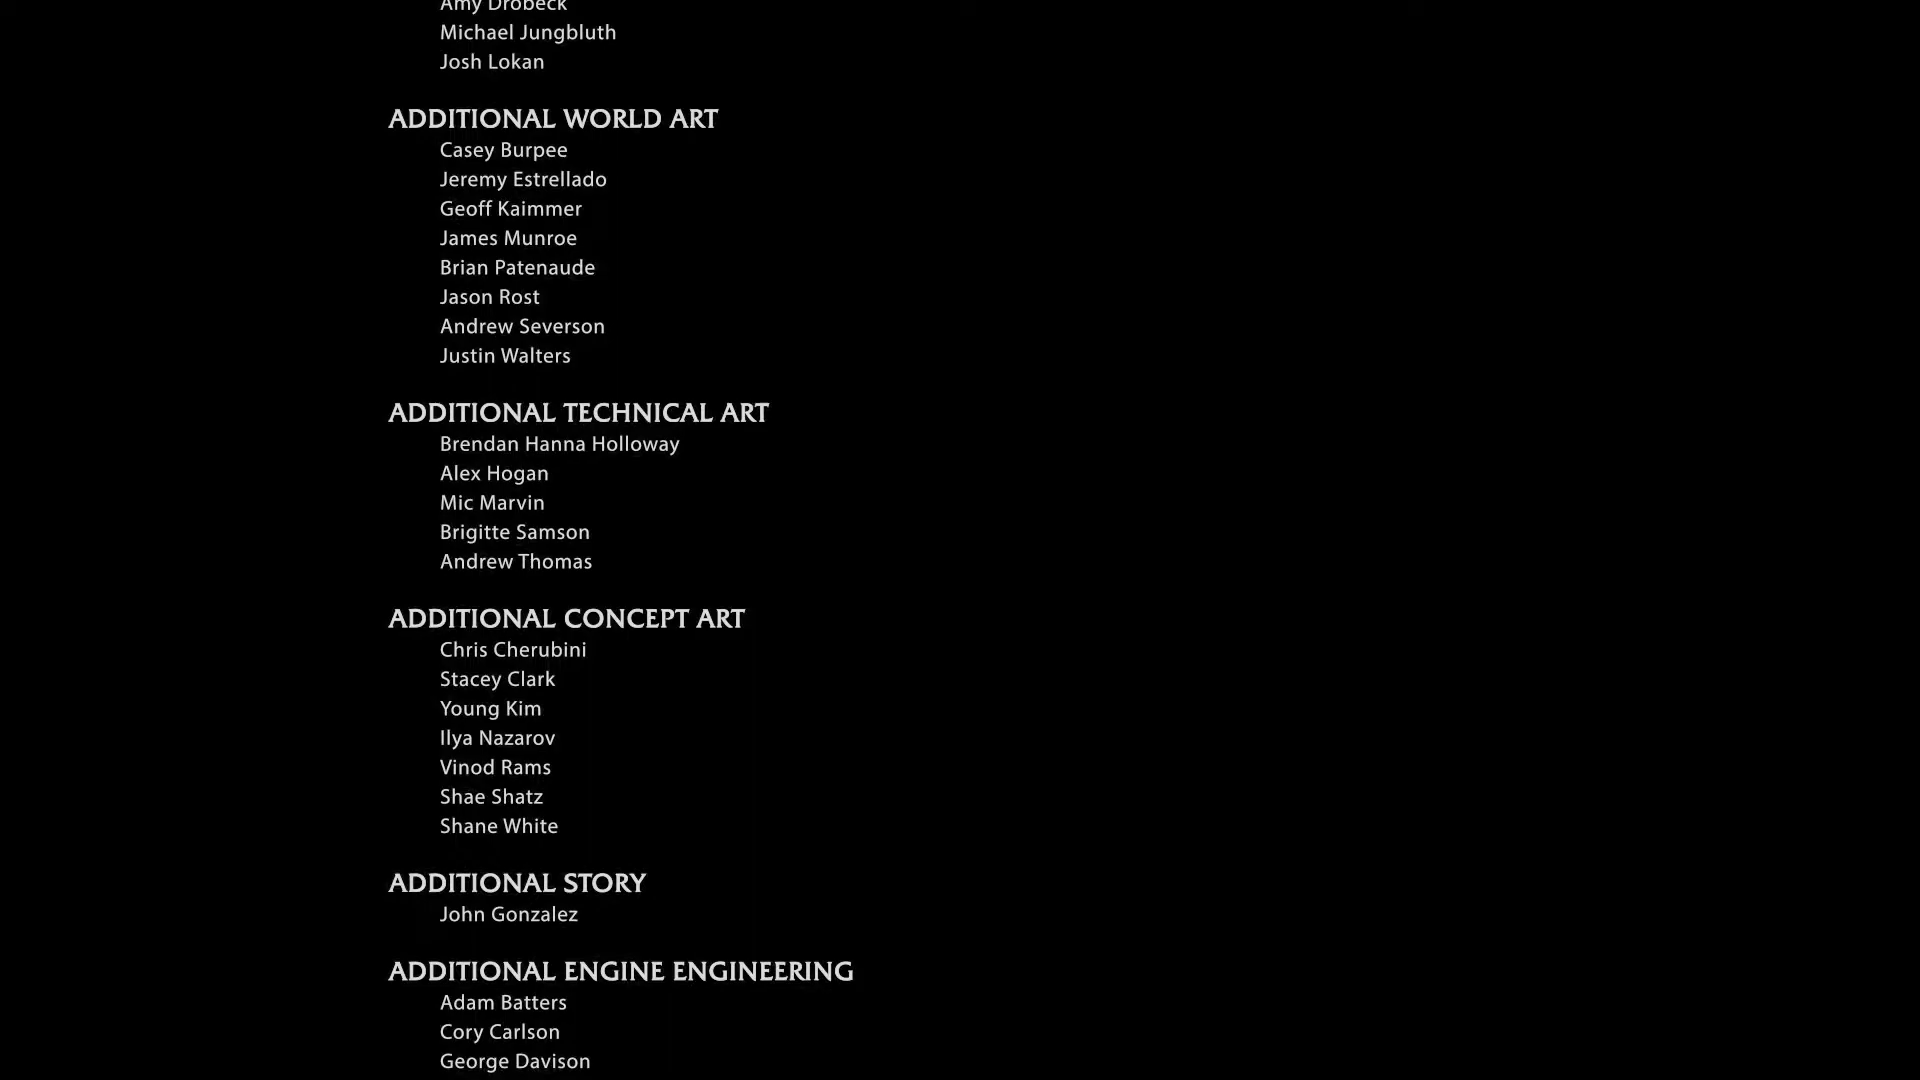 Amy Drobeck
Michael Jungbluth
Josh Lokan
ADDITIONAL WORLD ART
Casey Burpee
Jeremy Estrellado
Geoff Kaimmer
James Munroe
Brian Patenaude
Jason Rost
Andrew Severson
Justin Walters
ADDITIONAL TECHNICAL ART
Brendan Hanna Holloway
Alex Hogan
Mic Marvin
Brigitte Samson
Andrew Thomas
ADDITIONAL CONCEPT ART
Chris Cherubini
Stacey Clark
Young Kim
Ilya Nazarov
Vinod Rams
Shae Shatz
Shane White
ADDITIONAL STORY
John Gonzalez
ADDITIONAL ENGINE ENGINEERING
Adam Batters
Cory Carlson
George Davison